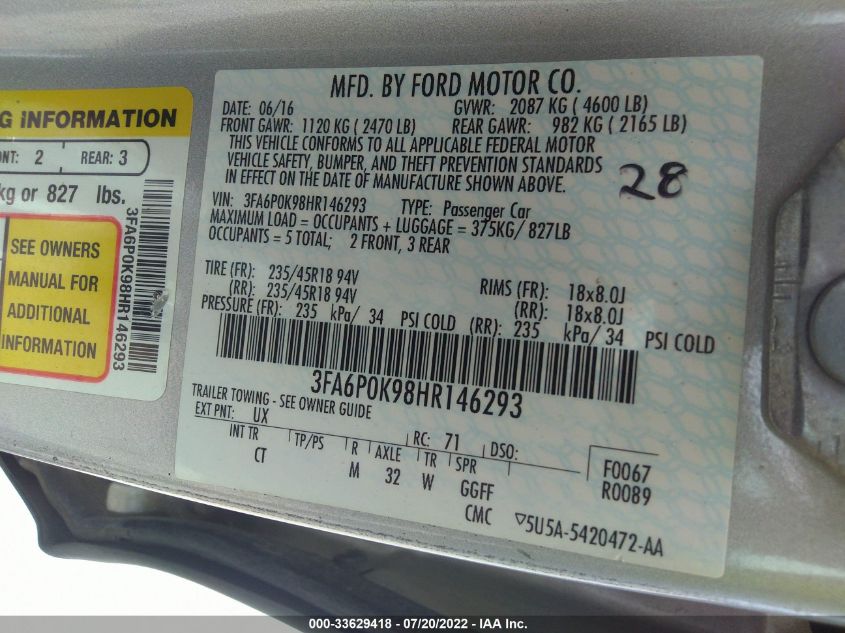 G INFORMATION
NT: 2 REAR: 3
kg or 827 lbs.
SEE OWNERS
MANUAL FOR
ADDITIONAL
INFORMATION
3FA6P0K98HR146293
MFD. BY FORD MOTOR CO.
DATE: 06/16 GVWR: 2087 KG ( 4600 LB)
FRONT GAWR: 1120 KG ( 2470 LB) REAR GAWR: 982 KG ( 2165 LB)
THIS VEHICLE CONFORMS TO ALL APPLICABLE FEDERAL MOTOR
VEHICLE SAFETY, BUMPER, AND THEFT PREVENTION STANDARDS
IN EFFECT ON THE DATE OF MANUFACTURE SHOWN ABOVE.
28
VIN: 3FA6P0K98HR146293 TYPE: Passenger Car
MAXIMUM LOAD = OCCUPANTS + LUGGAGE = 375KG/ 827LB
OCCUPANTS = 5 TOTAL; 2 FRONT, 3 REAR
TIRE (FR): 235/45R18 94V RIMS (FR): 18x8.0J
(RR): 235/45R18 94V (RR): 18x8.0J
PRESSURE (FR): 235 kPa/ 34 PSI COLD (RR): 235 kPa/ 34 PSI COLD
3FA6P0K98HR146293
TRAILER TOWING - SEE OWNER GUIDE
EXT PNT: UX RC: 71 DSO:
INT TR TP/PS R AXLE TR SPR F0067
CT M 32 W GGFF R0089
CMC ▽5U5A-5420472-AA
000-33629418 - 07/20/2022 - IAA Inc.